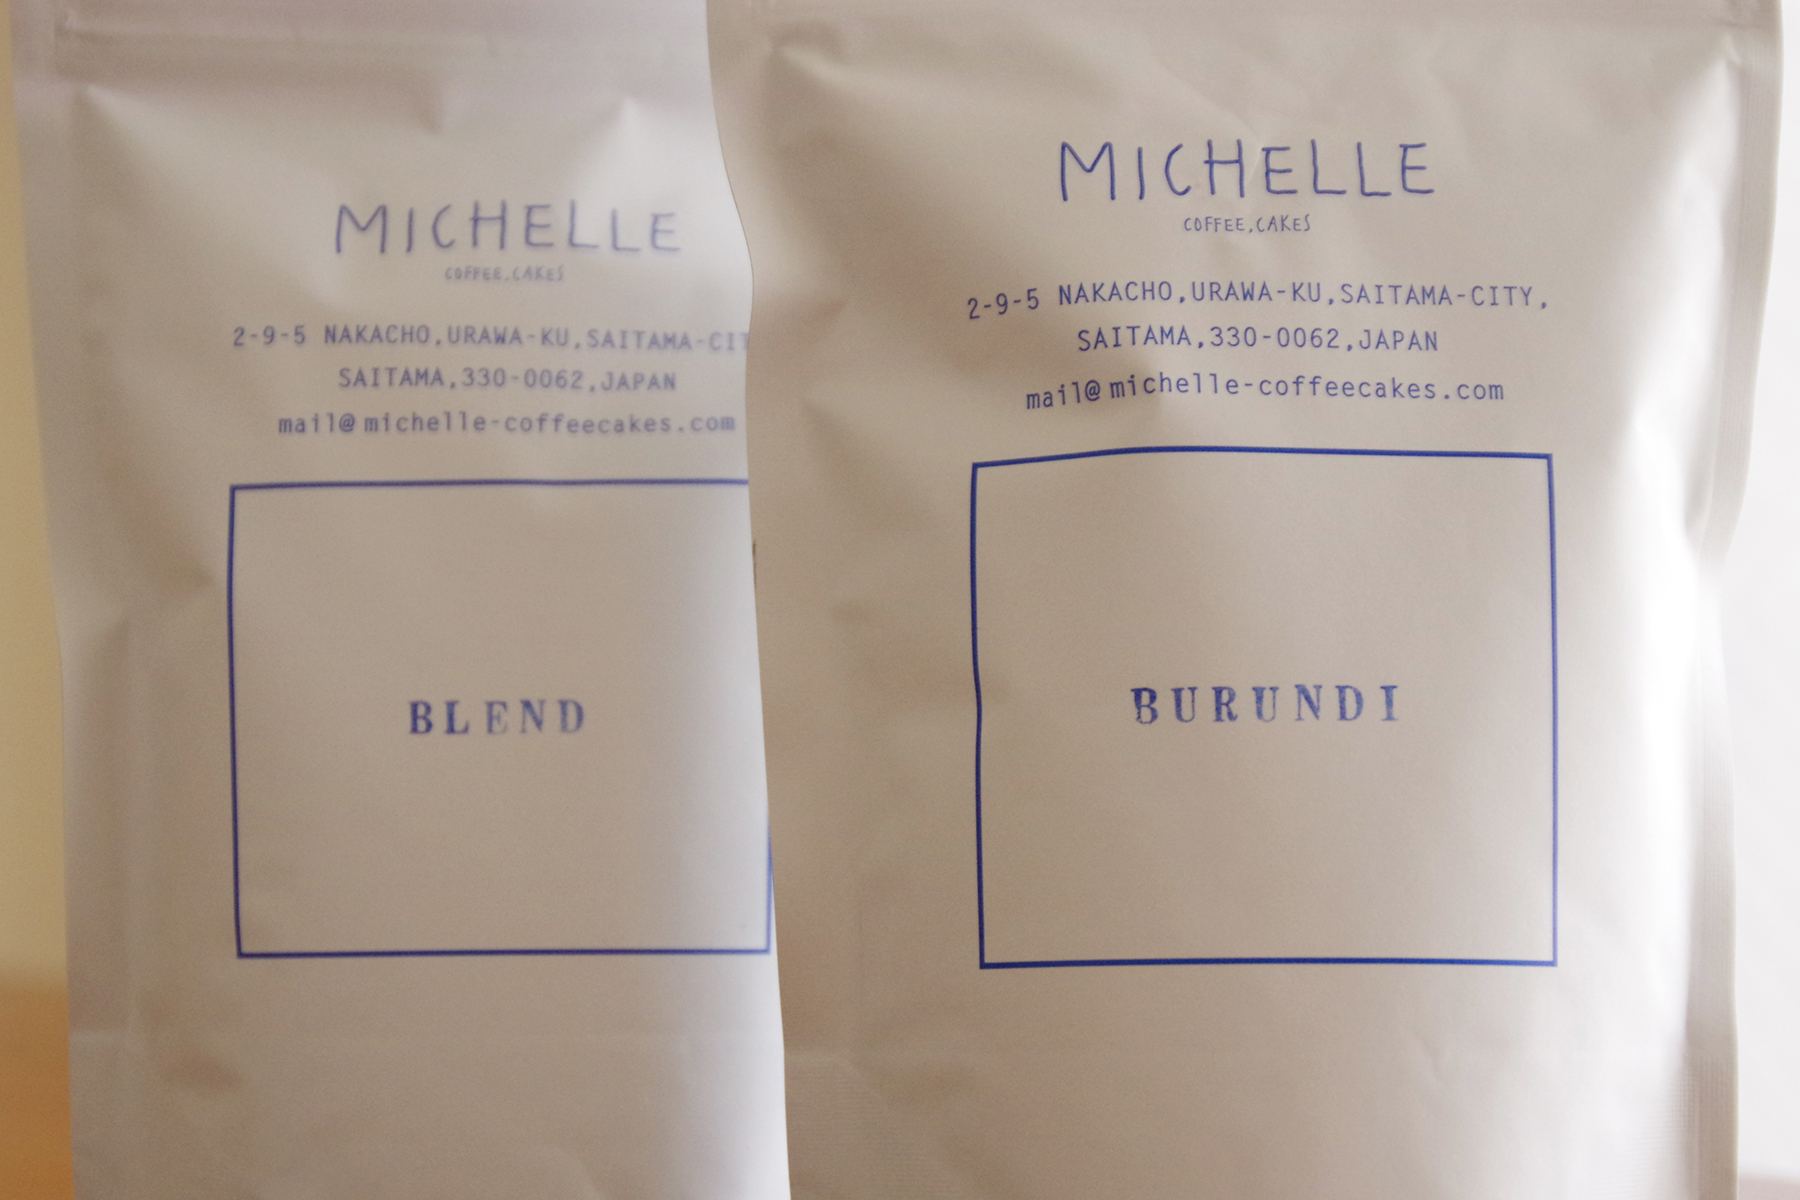 MICHELLE
COFFEE,CAKES
2-9-5 NAKACHO,URAWA-KU,SAITAMA-CIT
SAITAMA,330-0062,JAPAN
mail@michelle-coffeecakes.com
BLEND
MICHELLE
COFFEE,CAKES
2-9-5 NAKACHO,URAWA-KU,SAITAMA-CITY,
SAITAMA,330-0062,JAPAN
mail@michelle-coffeecakes.com
BURUNDI